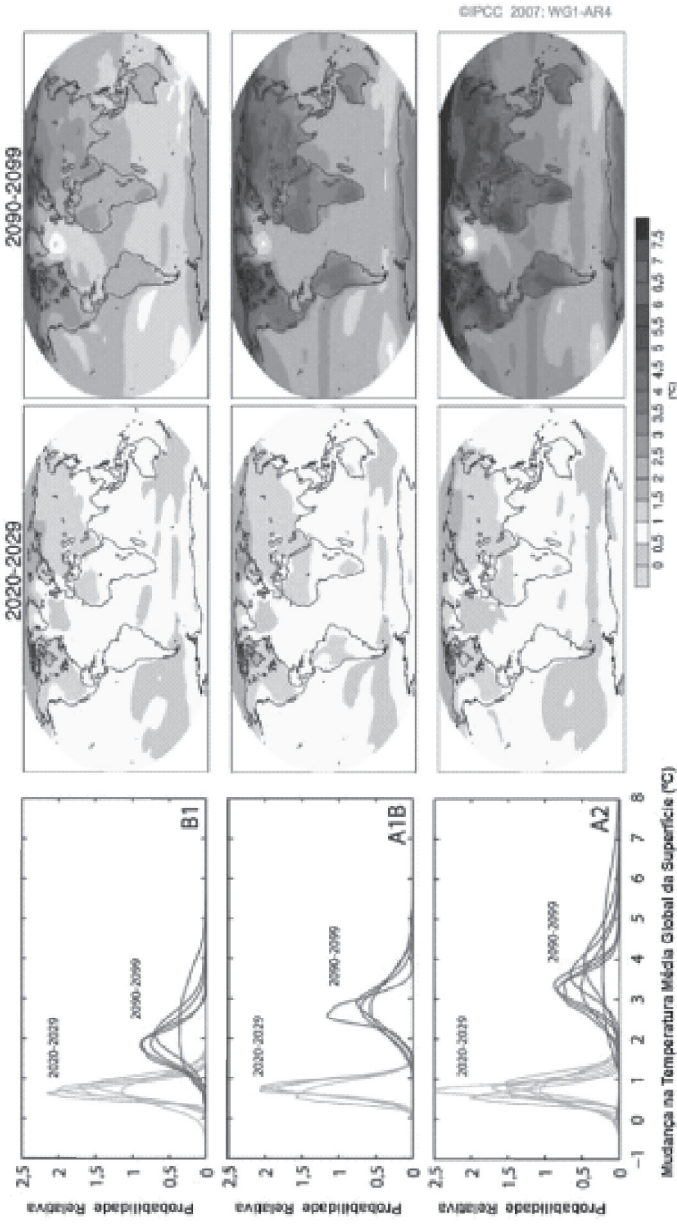 ©IPCC 2007: WG1-AR4
2020-2029
2090-2099
Probabilidade Relativa
2,5
2
1,5
1
0,5
0
2020-2029
2090-2099
B1
Probabilidade Relativa
2,5
2
1,5
1
0,5
0
2020-2029
2090-2099
A1B
Probabilidade Relativa
2,5
2
1,5
1
0,5
0
2020-2029
2090-2099
A2
−1 0 1 2 3 4 5 6 7 8
Mudança na Temperatura Média Global da Superfície (°C)
0 0.5 1 1.5 2 2.5 3 3.5 4 4.5 5 5.5 6 6.5 7 7.5
(°C)